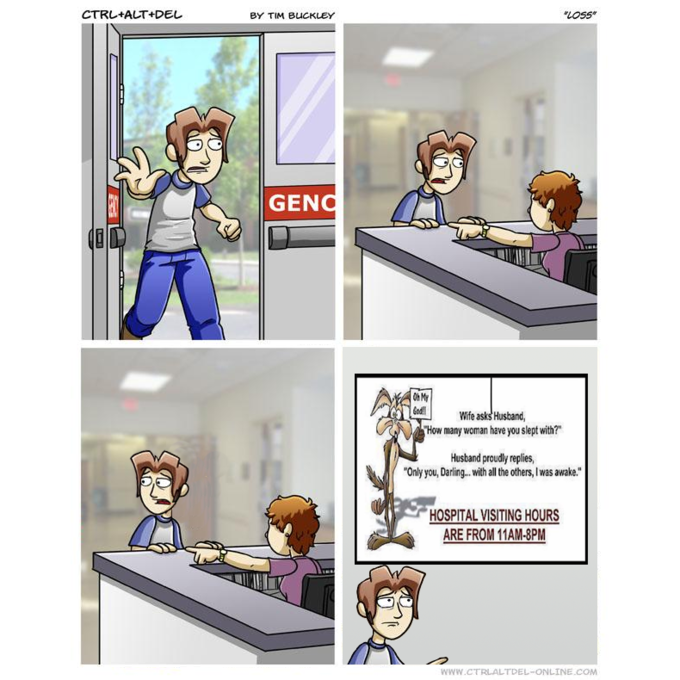 CTRL+ALT+DEL
BY TIM BUCKLEY
"LOSS"
GENC
Oh My
God!!
Wife asks Husband,
"How many woman have you slept with?"
Husband proudly replies,
"Only you, Darling... with all the others, I was awake."
HOSPITAL VISITING HOURS
ARE FROM 11AM-8PM
WWW.CTRLALTDEL-ONLINE.COM